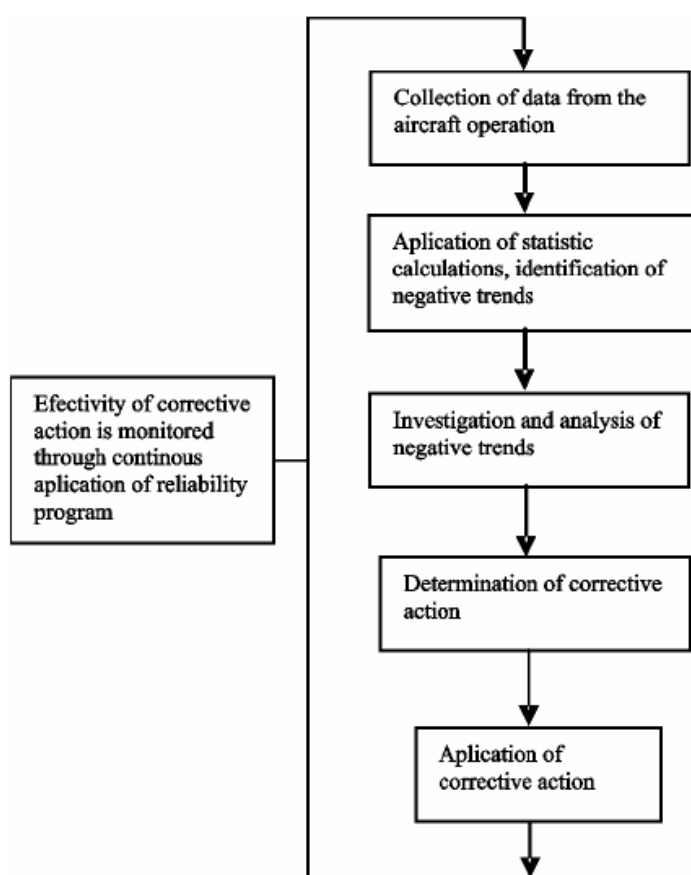 Collection of data from the
aircraft operation
Aplication of statistic
calculations, identification of
negative trends
Efectivity of corrective
action is monitored
through continous
aplication of reliability
program
Investigation and analysis of
negative trends
Determination of corrective
action
Aplication of
corrective action